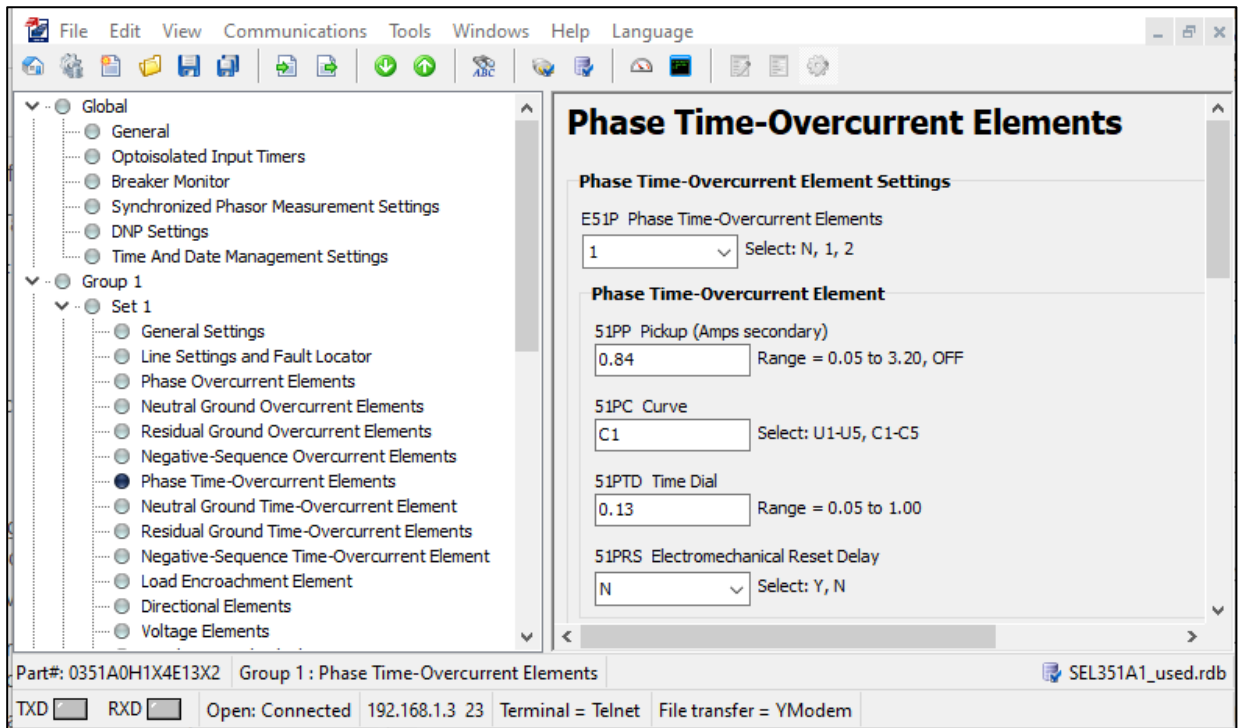 File Edit View Communications Tools Windows Help Language
ABC
Global
General
Optoisolated Input Timers
Breaker Monitor
Synchronized Phasor Measurement Settings
DNP Settings
Time And Date Management Settings
Group 1
Set 1
General Settings
Line Settings and Fault Locator
Phase Overcurrent Elements
Neutral Ground Overcurrent Elements
Residual Ground Overcurrent Elements
Negative-Sequence Overcurrent Elements
Phase Time-Overcurrent Elements
Neutral Ground Time-Overcurrent Element
Residual Ground Time-Overcurrent Elements
Negative-Sequence Time-Overcurrent Element
Load Encroachment Element
Directional Elements
Voltage Elements
Phase Time-Overcurrent Elements
Phase Time-Overcurrent Element Settings
E51P Phase Time-Overcurrent Elements
1 Select: N, 1, 2
Phase Time-Overcurrent Element
51PP Pickup (Amps secondary)
0.84 Range = 0.05 to 3.20, OFF
51PC Curve
C1 Select: U1-U5, C1-C5
51PTD Time Dial
0.13 Range = 0.05 to 1.00
51PRS Electromechanical Reset Delay
N Select: Y, N
Part#: 0351A0H1X4E13X2 Group 1 : Phase Time-Overcurrent Elements SEL351A1_used.rdb
TXD RXD Open: Connected 192.168.1.3 23 Terminal = Telnet File transfer = YModem